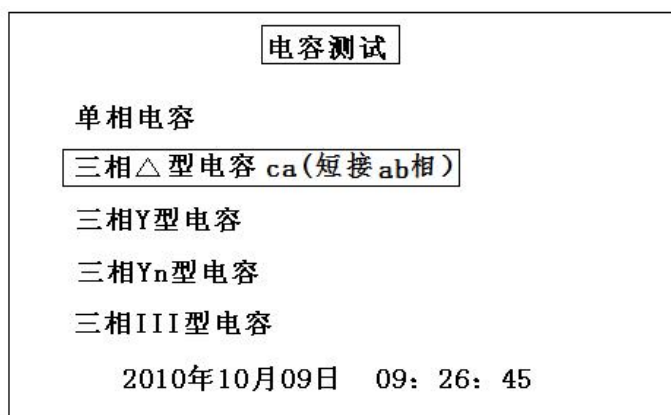 电容测试
单相电容
三相△型电容 ca(短接ab相)
三相Y型电容
三相Yn型电容
三相III型电容
2010年10月09日 09：26：45